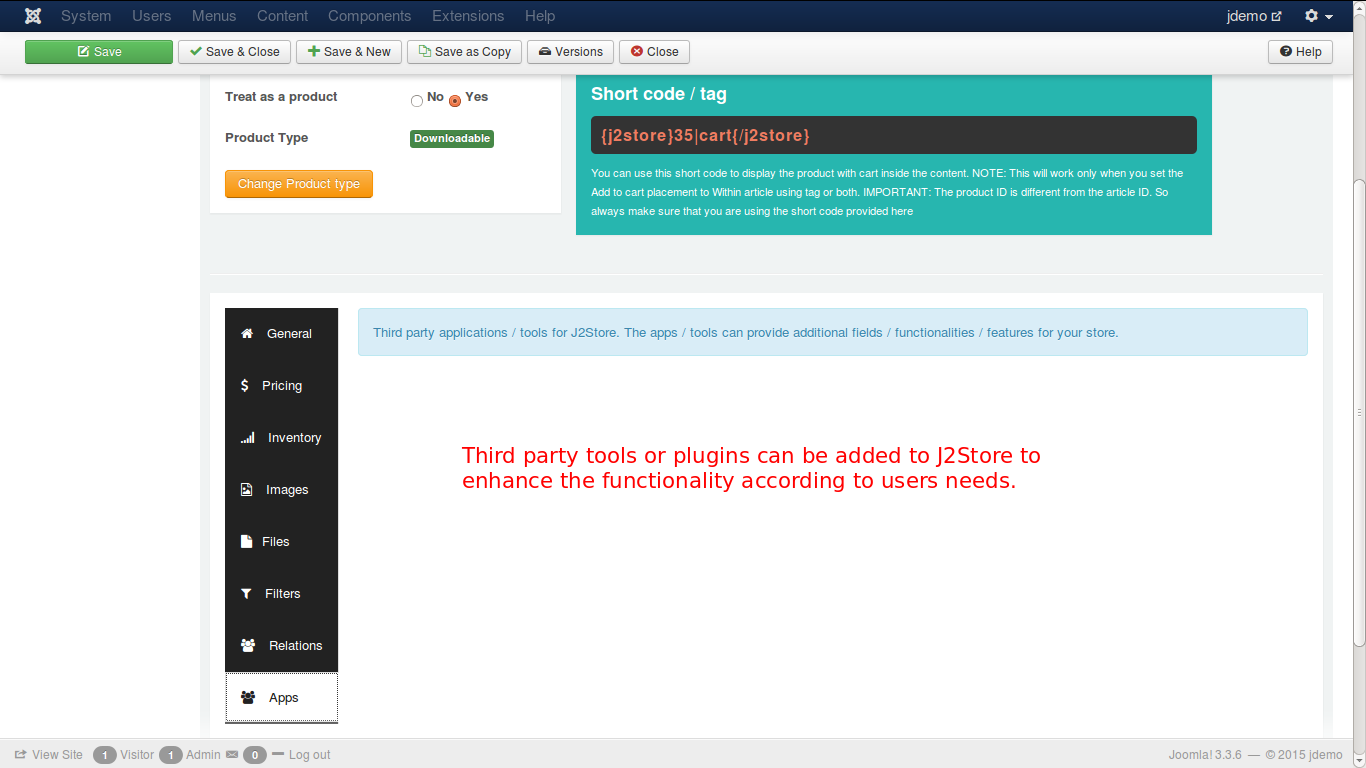 System Users Menus Content Components Extensions Help jdemo
Save Save & Close Save & New Save as Copy Versions Close Help
Treat as a product No Yes
Product Type Downloadable
Change Product type
Short code / tag
{j2store}35|cart{/j2store}
You can use this short code to display the product with cart inside the content. NOTE: This will work only when you set the
Add to cart placement to Within article using tag or both. IMPORTANT: The product ID is different from the article ID. So
always make sure that you are using the short code provided here
General
Pricing
Inventory
Images
Files
Filters
Relations
Apps
Third party applications / tools for J2Store. The apps / tools can provide additional fields / functionalities / features for your store.
Third party tools or plugins can be added to J2Store to
enhance the functionality according to users needs.
View Site 1 Visitor 1 Admin 0 Log out Joomla! 3.3.6 — © 2015 jdemo